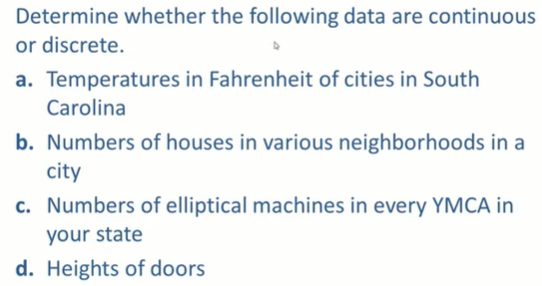 Determine whether the following data are continuous
or discrete.
a. Temperatures in Fahrenheit of cities in South
Carolina
b. Numbers of houses in various neighborhoods in a
city
c. Numbers of elliptical machines in every YMCA in
your state
d. Heights of doors